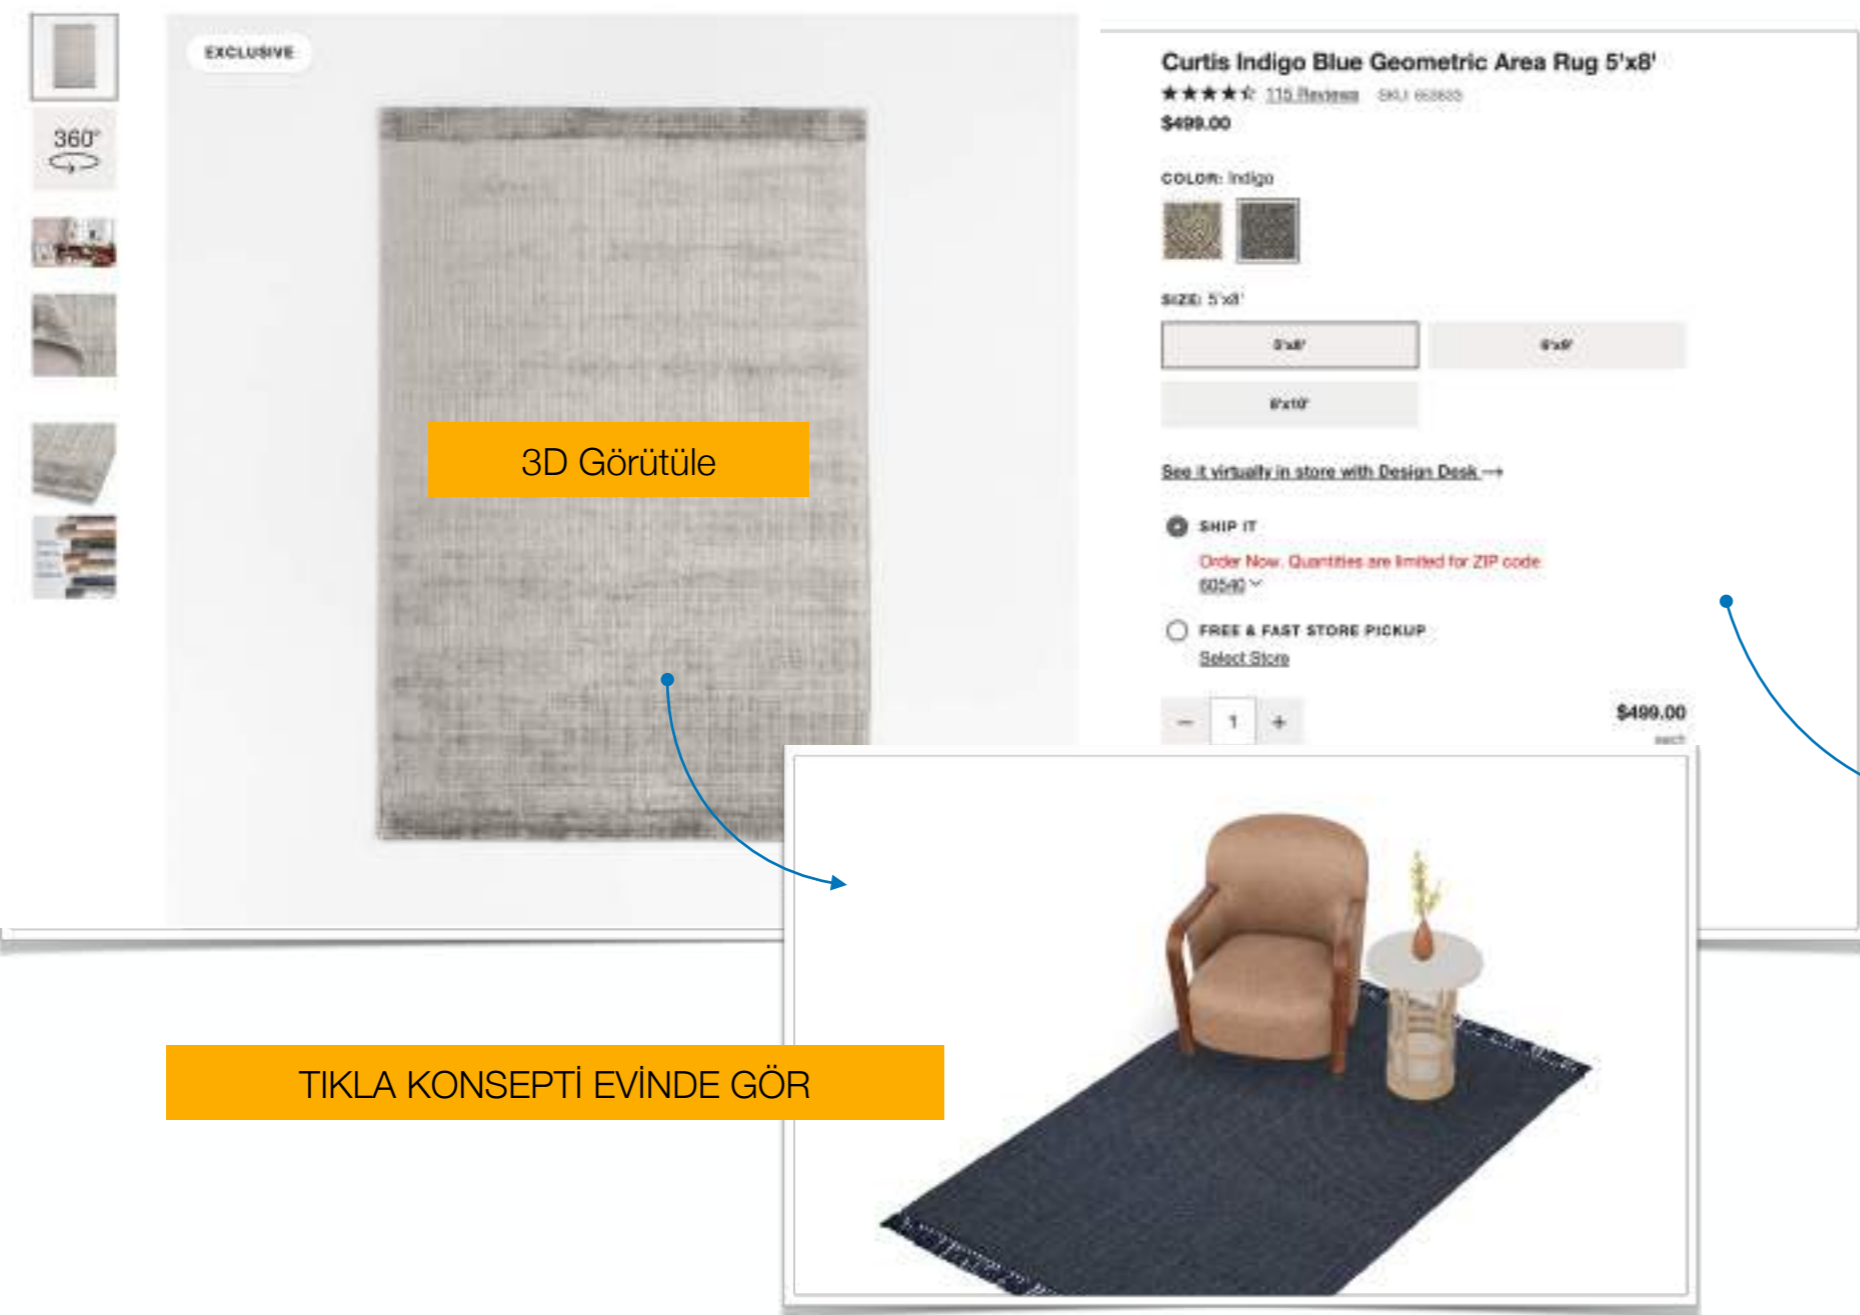 EXCLUSIVE
360°
3D Görütüle
Curtis Indigo Blue Geometric Area Rug 5'x8'
115 Reviews
$499.00
COLOR: Indigo
SIZE: 5'x8'
5'x8'
6'x9'
8'x10'
See it virtually in store with Design Desk →
SHIP IT
Order Now. Quantities are limited for ZIP code
60540
FREE & FAST STORE PICKUP
Select Store
− 1 +
$499.00
each
TIKLA KONSEPTİ EVİNDE GÖR